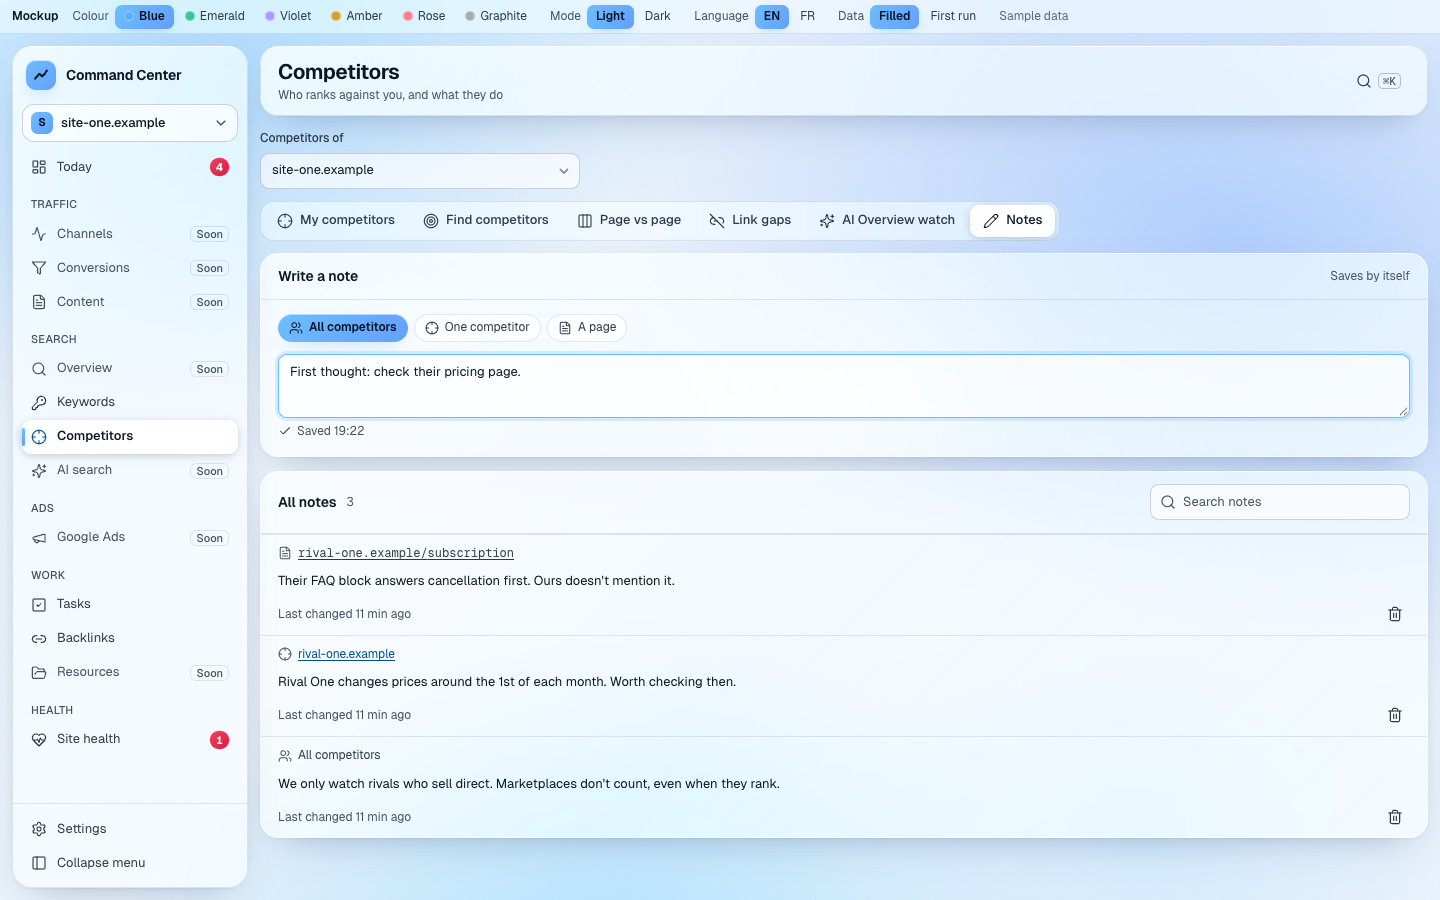 Mockup Colour Blue Emerald Violet Amber Rose Graphite Mode Light Dark Language EN FR Data Filled First run Sample data
Command Center
S site-one.example
Today 4
TRAFFIC
Channels Soon
Conversions Soon
Content Soon
SEARCH
Overview Soon
Keywords
Competitors
AI search Soon
ADS
Google Ads Soon
WORK
Tasks
Backlinks
Resources Soon
HEALTH
Site health 1
Settings
Collapse menu
Competitors
Who ranks against you, and what they do
⌘K
Competitors of
site-one.example
My competitors Find competitors Page vs page Link gaps AI Overview watch Notes
Write a note Saves by itself
All competitors One competitor A page
First thought: check their pricing page.
Saved 19:22
All notes 3 Search notes
rival-one.example/subscription
Their FAQ block answers cancellation first. Ours doesn't mention it.
Last changed 11 min ago
rival-one.example
Rival One changes prices around the 1st of each month. Worth checking then.
Last changed 11 min ago
All competitors
We only watch rivals who sell direct. Marketplaces don't count, even when they rank.
Last changed 11 min ago